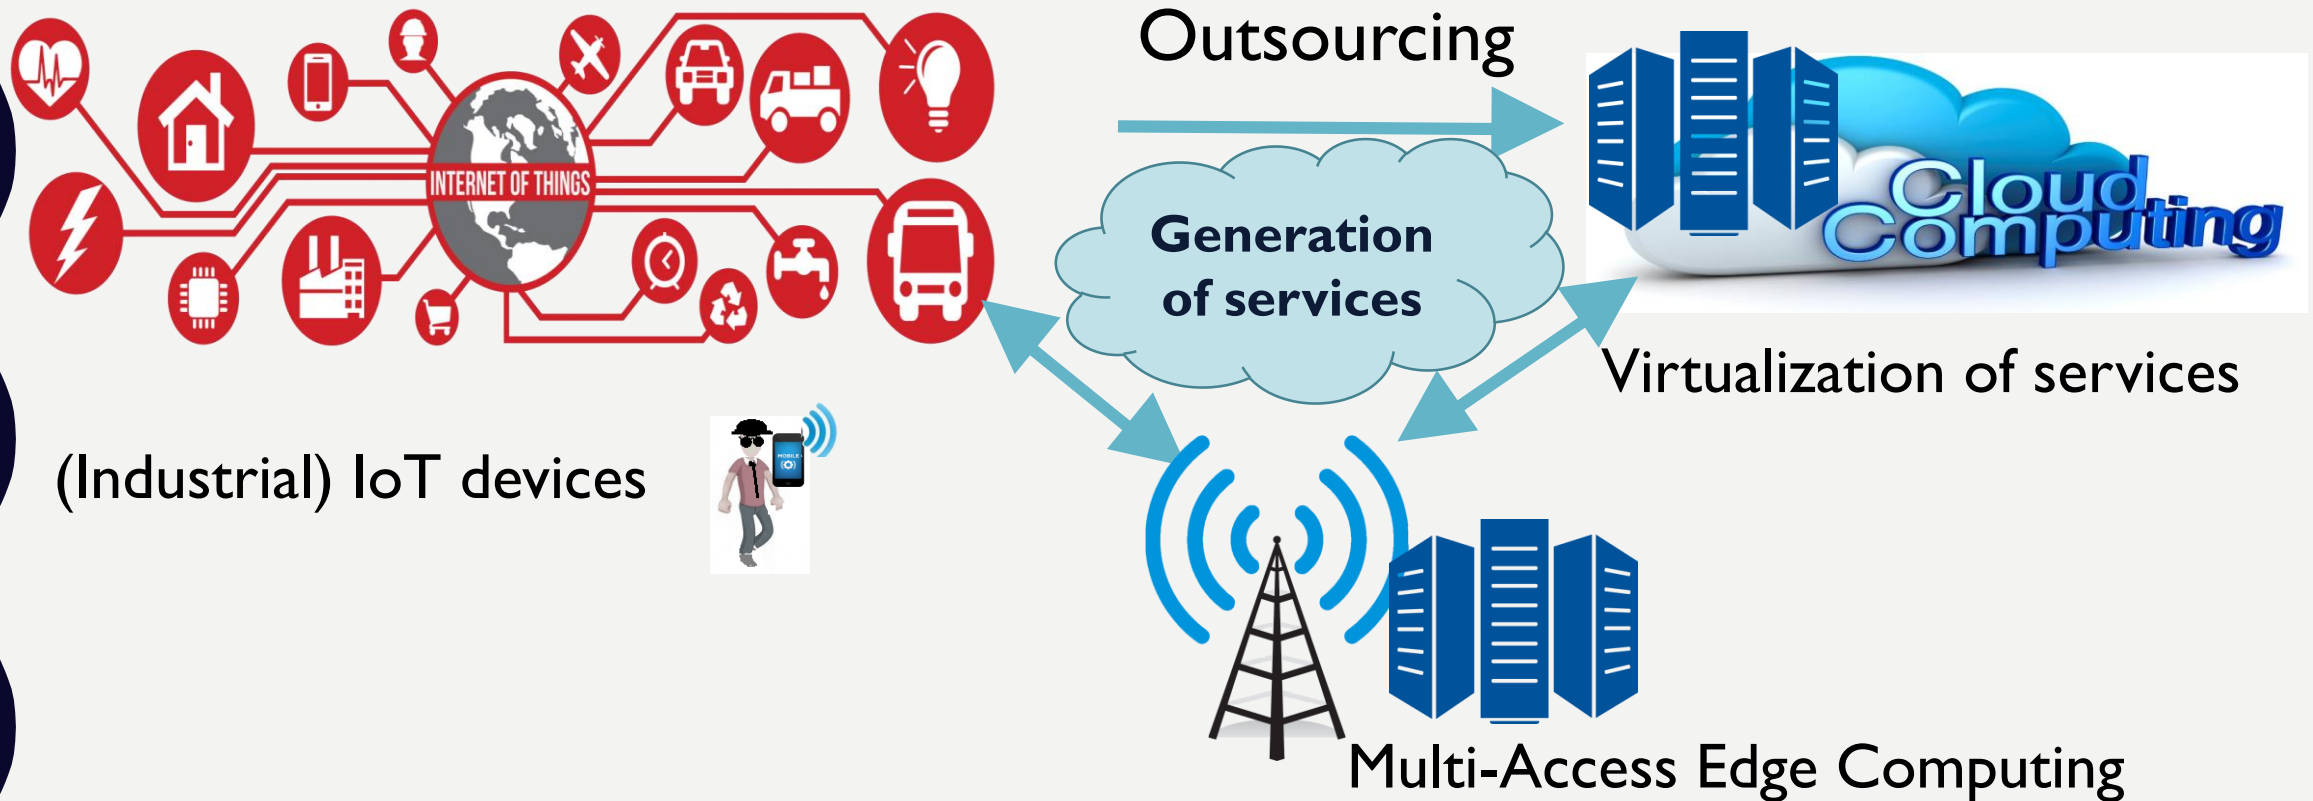 Outsourcing
INTERNET OF THINGS
Cloud
Computing
Generation
of services
Virtualization of services
(Industrial) IoT devices
MOBILE
Multi-Access Edge Computing